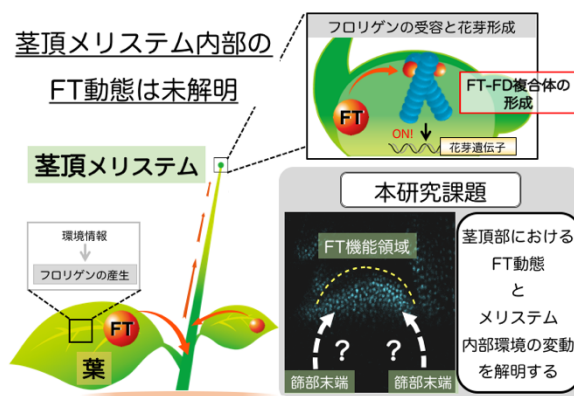 茎頂メリステム内部の
FT動態は未解明
フロリゲンの受容と花芽形成
FT-FD複合体の
形成
FT
ON!
花芽遺伝子
茎頂メリステム
環境情報
フロリゲンの産生
FT
葉
本研究課題
FT機能領域
?
?
篩部末端
篩部末端
茎頂部における
FT動態
と
メリステム
内部環境の変動
を解明する